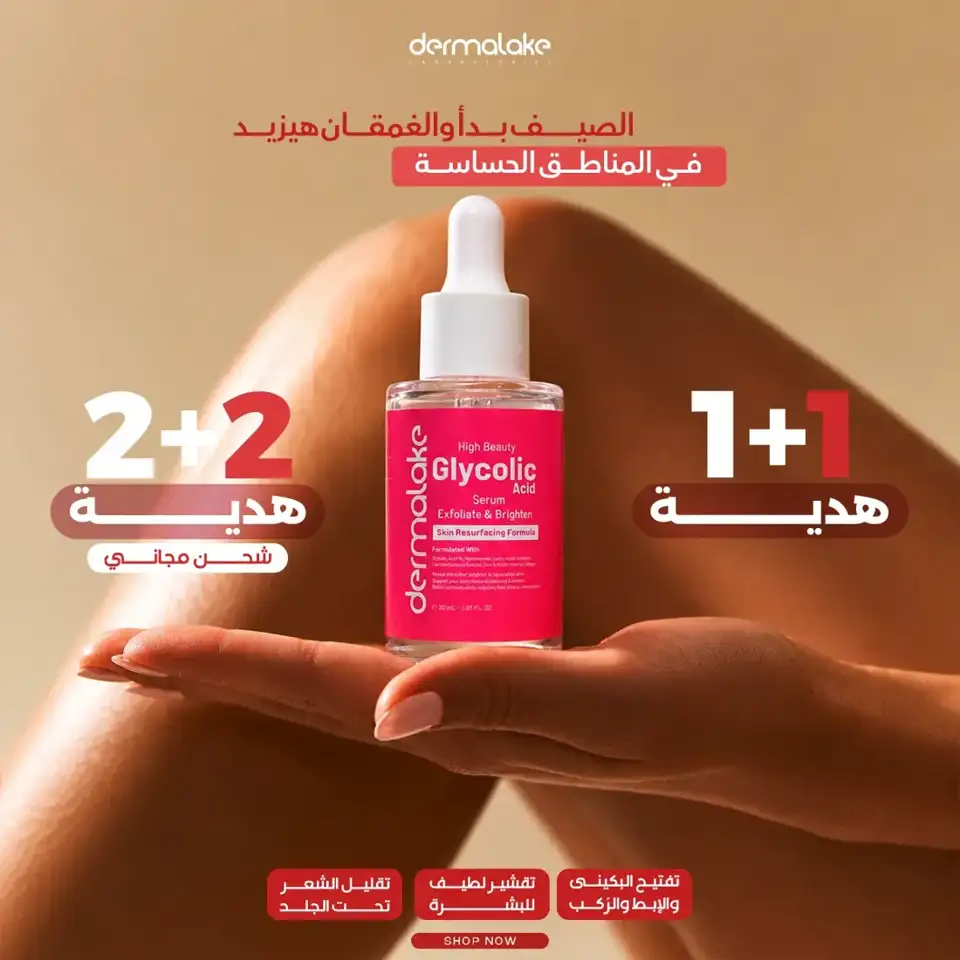 dermalake
LABORATORIES
الصيف بدأ والغمقان هيزيد
في المناطق الحساسة
1+1
هدية
2+2
هدية
شحن مجاني
dermalake
High Beauty
Glycolic
Acid
Serum
Exfoliate & Brighten
Skin Resurfacing Formula
Formulated With
تفتيح البكيني
والإبط والركب
تقشير لطيف
للبشرة
تقليل الشعر
تحت الجلد
SHOP NOW